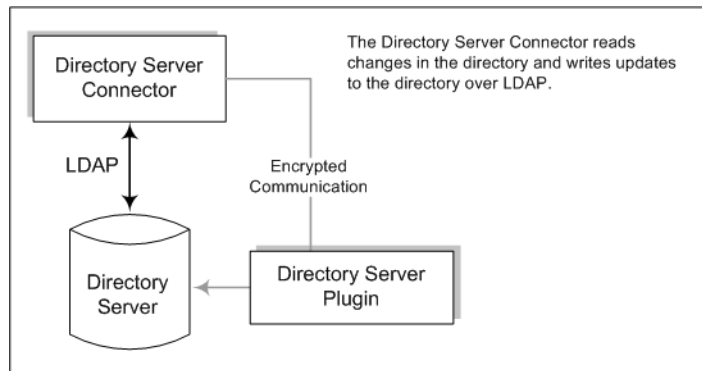 Directory Server
Connector
The Directory Server Connector reads
changes in the directory and writes updates
to the directory over LDAP.
LDAP
Encrypted
Communication
Directory
Server
Directory Server
Plugin